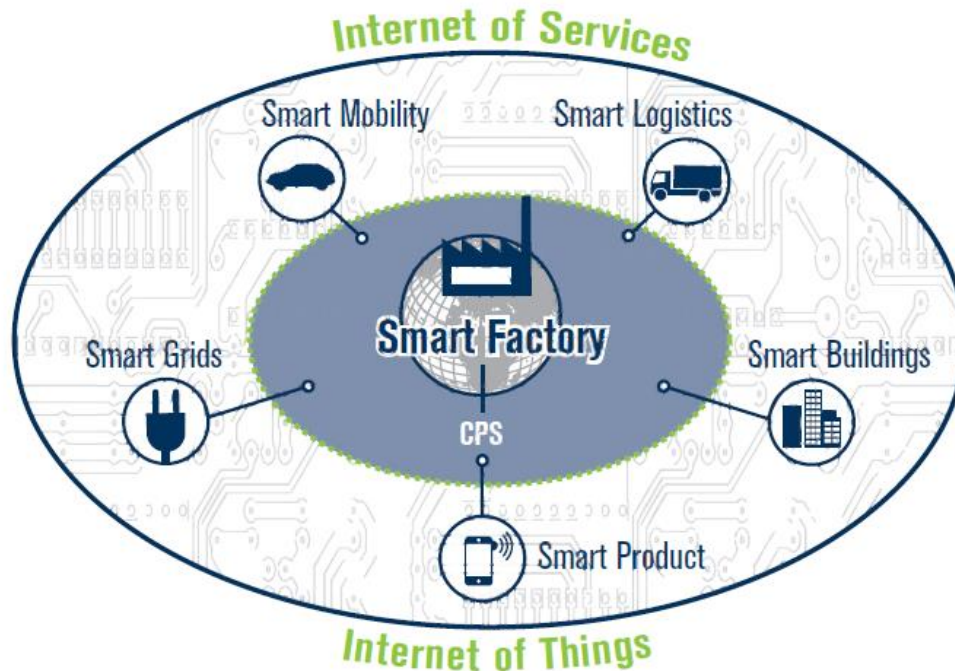 Internet of Services
Smart Mobility
Smart Logistics
Smart Factory
Smart Grids
Smart Buildings
CPS
Smart Product
Internet of Things